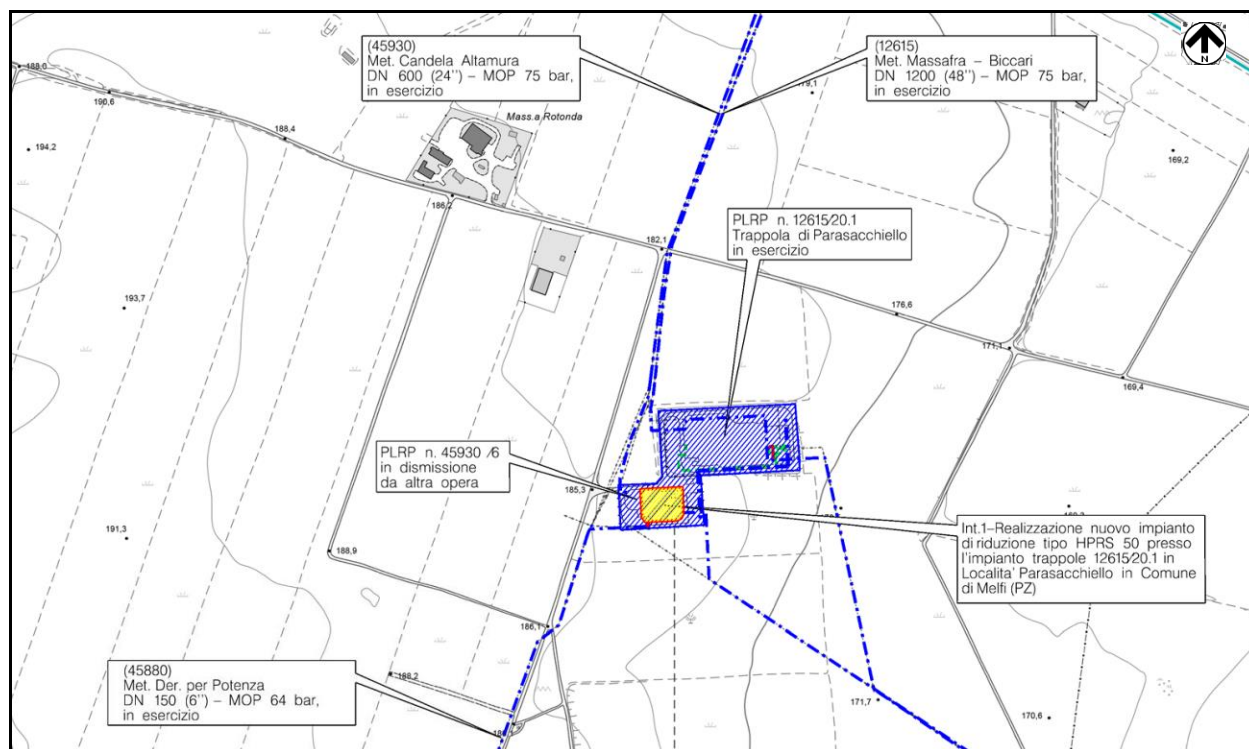 (45930)
Met. Candela Altamura
DN 600 (24'') – MOP 75 bar,
in esercizio
(12615)
Met. Massafra – Biccari
DN 1200 (48'') – MOP 75 bar,
in esercizio
N
188,6
190,6
188,4
194,2
Mass.a Rotonda
179,1
169,2
186,2
PLRP n. 12615/20.1
Trappola di Parasacchiello
in esercizio
182,1
193,7
176,6
171,1
169,4
PLRP n. 45930 /6
in dismissione
da altra opera
185,3
191,3
188,9
Int.1–Realizzazione nuovo impianto
di riduzione tipo HPRS 50 presso
l'impianto trappole 12615/20.1 in
Localita' Parasacchiello in Comune
di Melfi (PZ)
186,1
(45880)
Met. Der. per Potenza
DN 150 (6'') – MOP 64 bar,
in esercizio
188,2
171,7
170,6